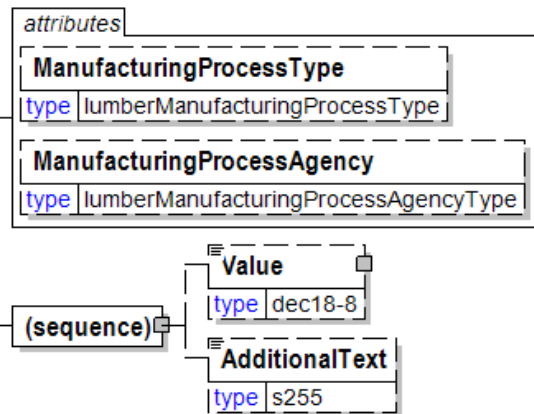 attributes
ManufacturingProcessType
type lumberManufacturingProcessType
ManufacturingProcessAgency
type lumberManufacturingProcessAgencyType
Value
type dec18-8
(sequence)
AdditionalText
type s255